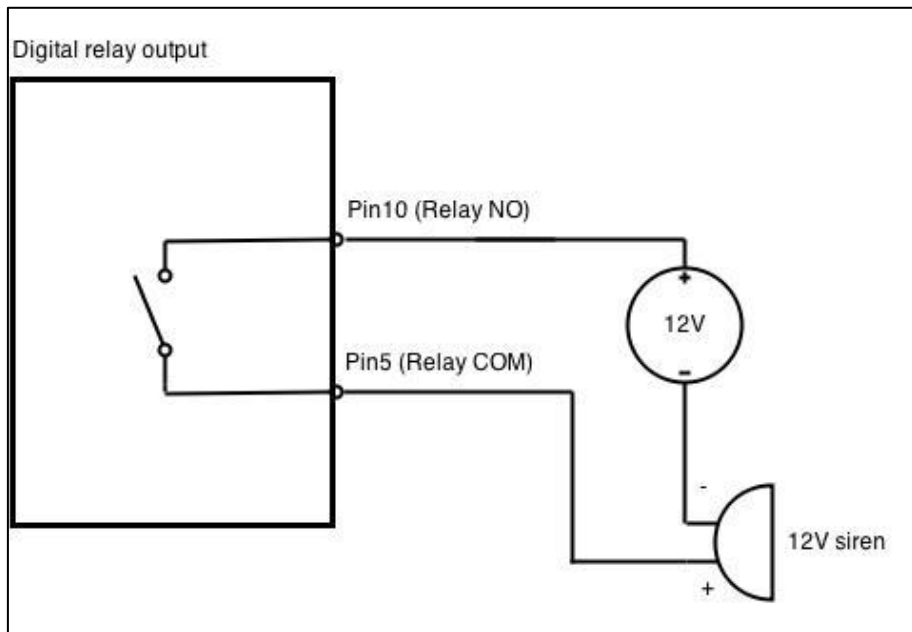 Digital relay output
Pin10 (Relay NO)
+
12V
−
Pin5 (Relay COM)
-
12V siren
+